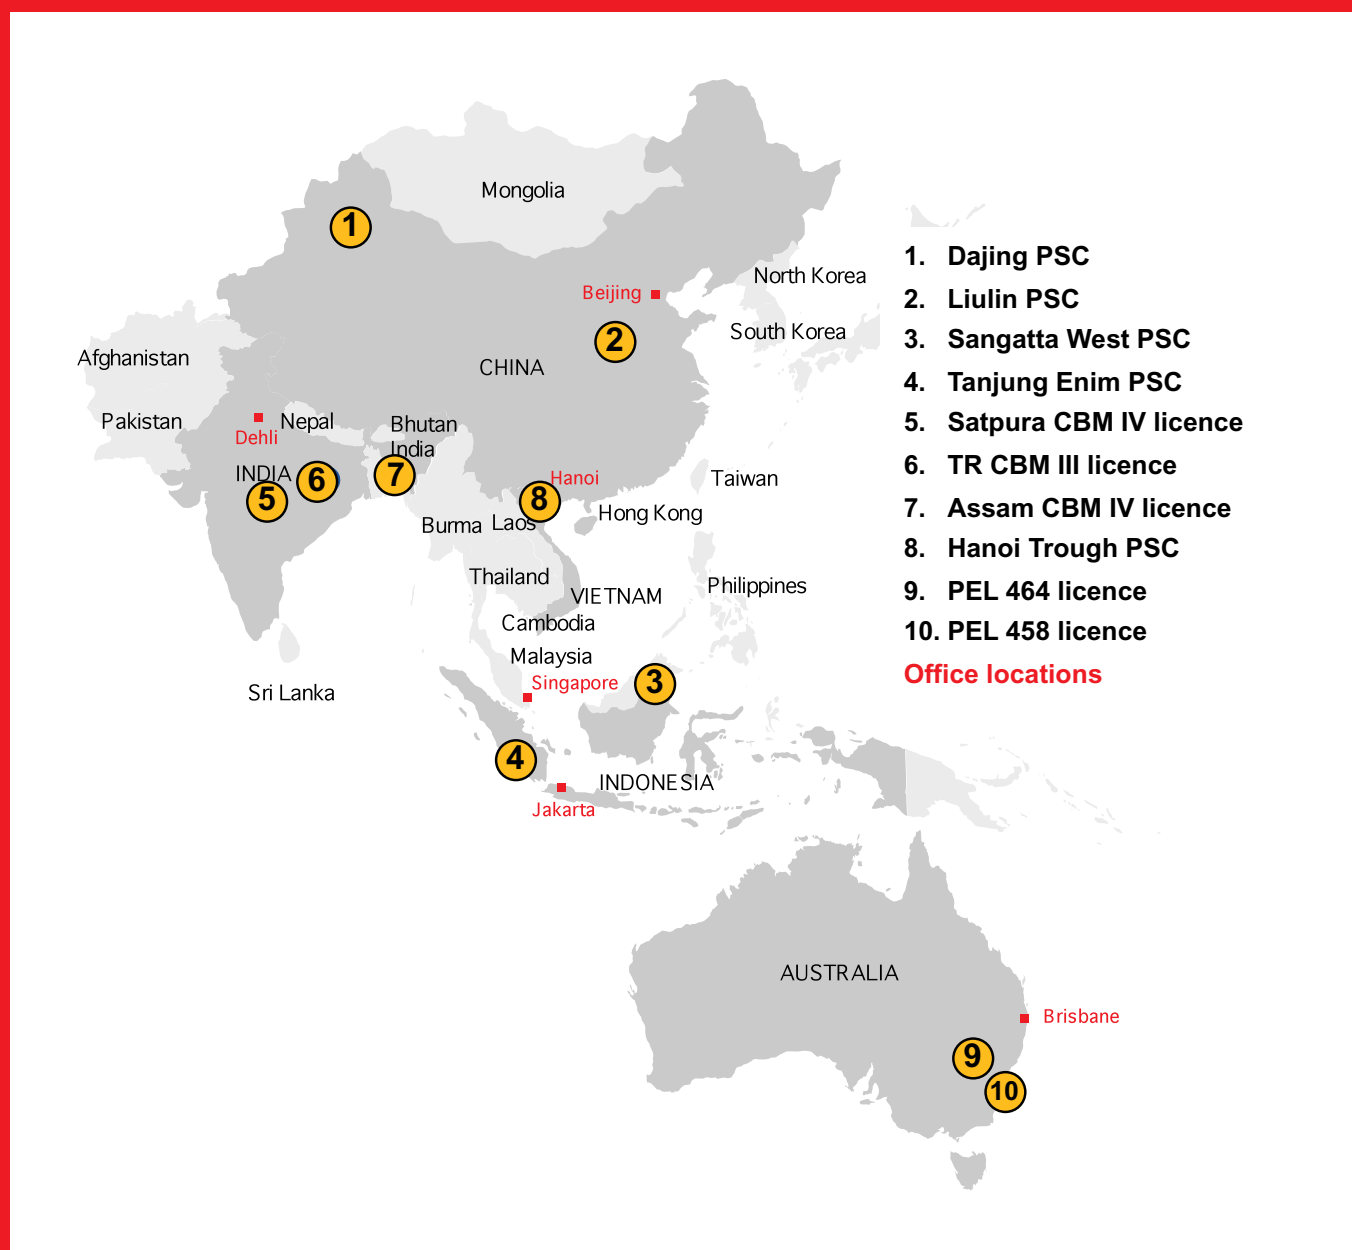 Mongolia
1
North Korea
Beijing
South Korea
2
Afghanistan
CHINA
Pakistan
Nepal
Bhutan
Dehli
India
INDIA
6
7
Hanoi
Taiwan
5
8
Hong Kong
Burma
Laos
Thailand
Philippines
VIETNAM
Cambodia
Malaysia
Singapore
3
Sri Lanka
4
INDONESIA
Jakarta
AUSTRALIA
Brisbane
9
10
1. Dajing PSC
2. Liulin PSC
3. Sangatta West PSC
4. Tanjung Enim PSC
5. Satpura CBM IV licence
6. TR CBM III licence
7. Assam CBM IV licence
8. Hanoi Trough PSC
9. PEL 464 licence
10. PEL 458 licence
Office locations